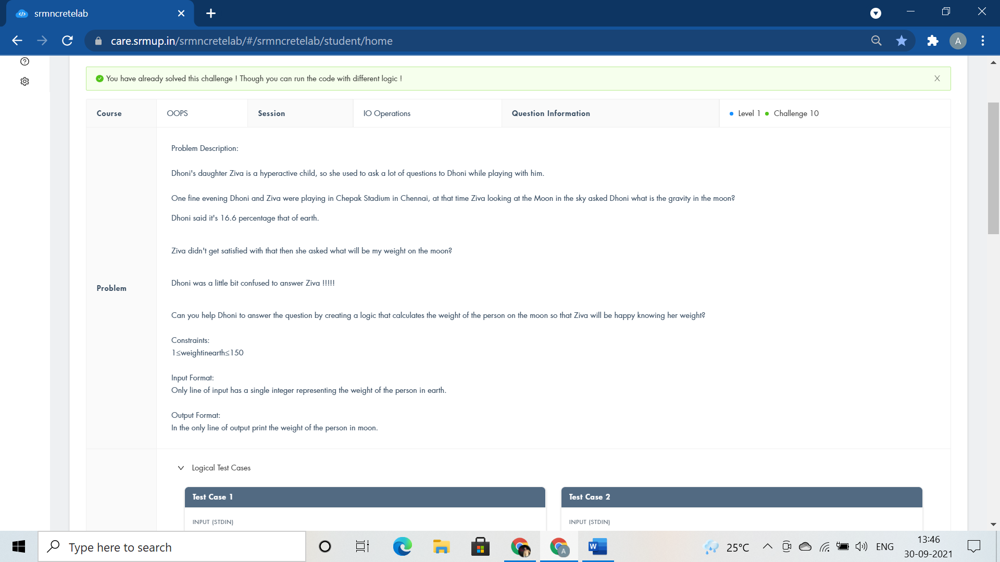 srmncretelab
care.srmup.in/srmncretelab/#/srmncretelab/student/home
A
You have already solved this challenge ! Though you can run the code with different logic !
X
Course
OOPS
Session
IO Operations
Question Information
Level 1
Challenge 10
Problem
Problem Description:
Dhoni's daughter Ziva is a hyperactive child, so she used to ask a lot of questions to Dhoni while playing with him.
One fine evening Dhoni and Ziva were playing in Chepak Stadium in Chennai, at that time Ziva looking at the Moon in the sky asked Dhoni what is the gravity in the moon?
Dhoni said it's 16.6 percentage that of earth.
Ziva didn't get satisfied with that then she asked what will be my weight on the moon?
Dhoni was a little bit confused to answer Ziva !!!!!
Can you help Dhoni to answer the question by creating a logic that calculates the weight of the person on the moon so that Ziva will be happy knowing her weight?
Constraints:
1≤weightinearth≤150
Input Format:
Only line of input has a single integer representing the weight of the person in earth.
Output Format:
In the only line of output print the weight of the person in moon.
Logical Test Cases
Test Case 1
INPUT (STDIN)
Test Case 2
INPUT (STDIN)
Type here to search
A
W
25°C
ENG
13:46
30-09-2021